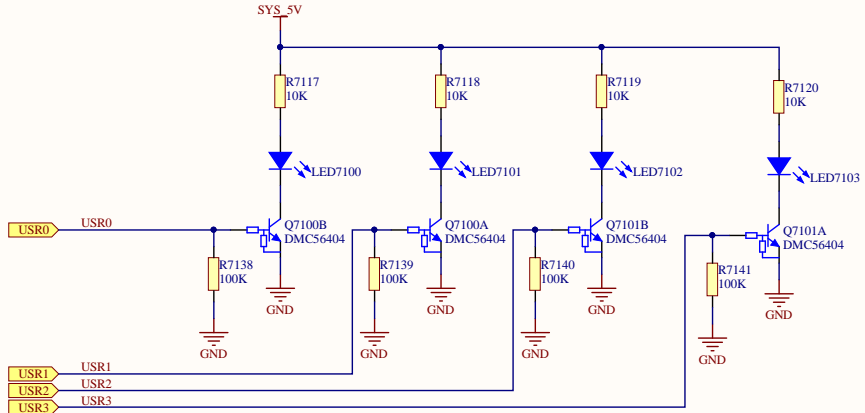 SYS_5V
R7117
10K
R7118
10K
R7119
10K
R7120
10K
LED7100
LED7101
LED7102
LED7103
USR0
USR0
Q7100B
DMC56404
Q7100A
DMC56404
Q7101B
DMC56404
Q7101A
DMC56404
R7138
100K
R7139
100K
R7140
100K
R7141
100K
GND
GND
GND
GND
GND
GND
GND
GND
USR1
USR1
USR2
USR2
USR3
USR3